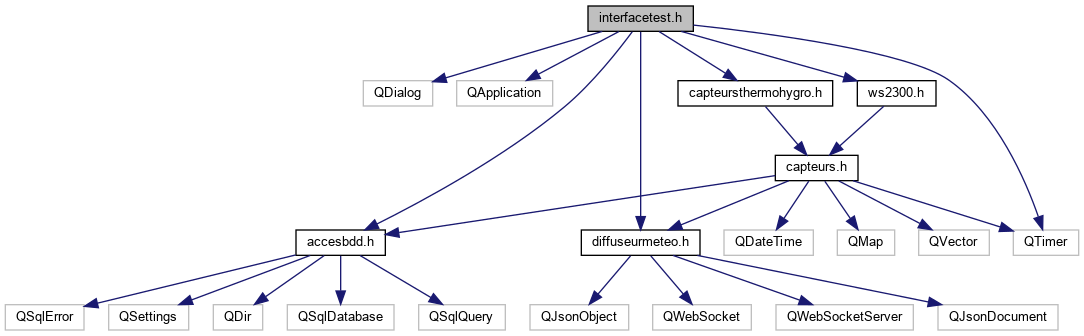 interfacetest.h
QDialog
QApplication
capteursthermohygro.h
ws2300.h
capteurs.h
accesbdd.h
diffuseurmeteo.h
QDateTime
QMap
QVector
QTimer
QSqlError
QSettings
QDir
QSqlDatabase
QSqlQuery
QJsonObject
QWebSocket
QWebSocketServer
QJsonDocument